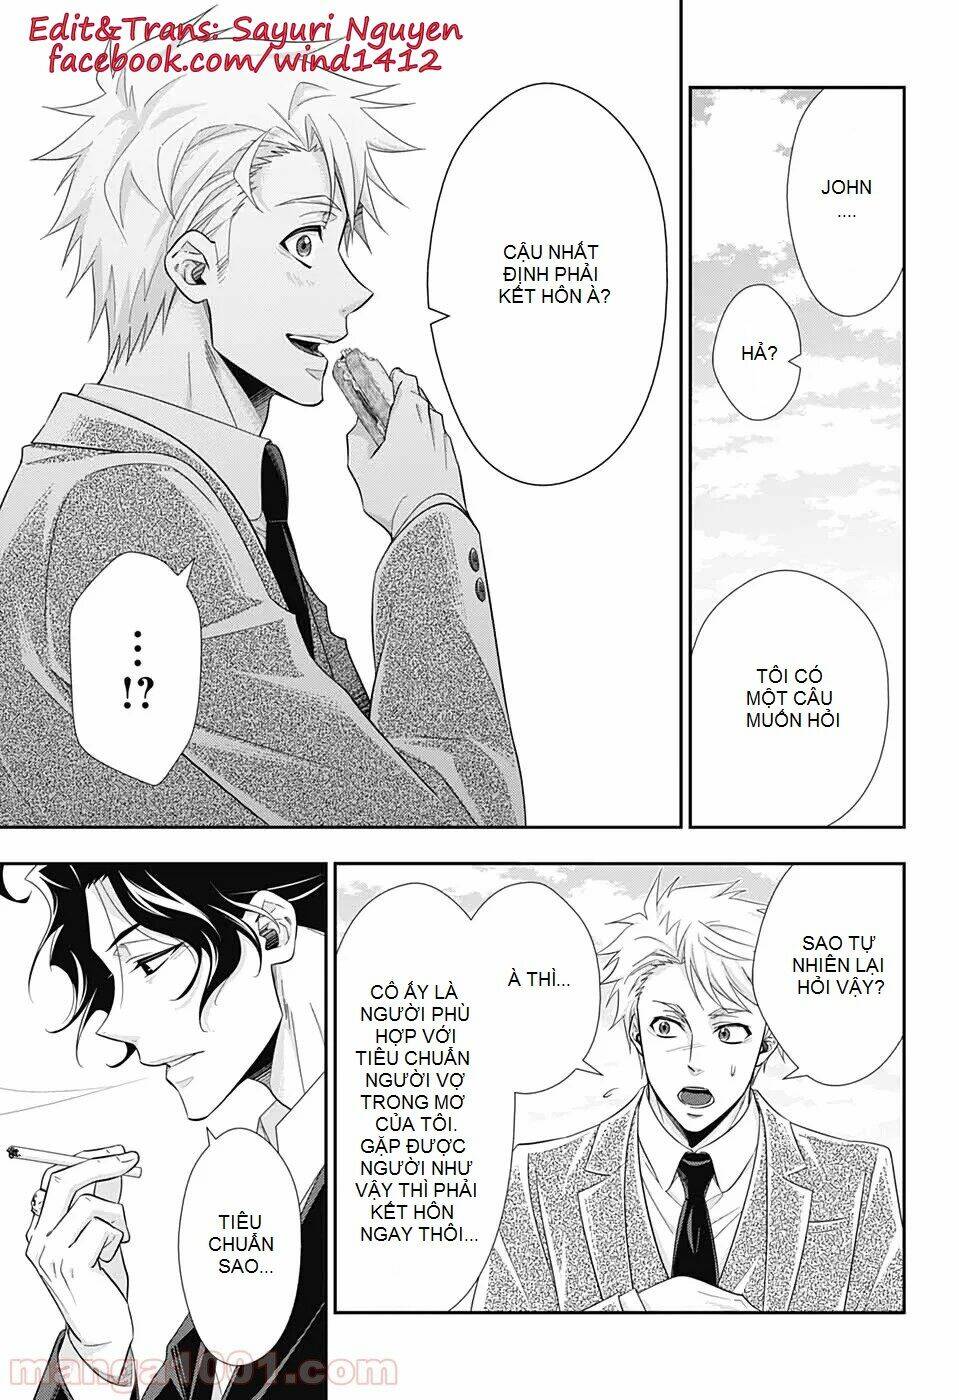 Edit&Trans: Sayuri Nguyen
facebook.com/wind1412
JOHN
....
HẢ?
TÔI CÓ
MỘT CÂU
MUỐN HỎI
CẬU NHẤT
ĐỊNH PHẢI
KẾT HÔN À?
...
!?
SAO TỰ
NHIÊN LẠI
HỎI VẬY?
À THÌ...
CÔ ẤY LÀ
NGƯỜI PHÙ
HỢP VỚI
TIÊU CHUẨN
NGƯỜI VỢ
TRONG MƠ
CỦA TÔI.
GẶP ĐƯỢC
NGƯỜI NHƯ
VẬY THÌ PHẢI
KẾT HÔN
NGAY THÔI...
TIÊU
CHUẨN
SAO...
mangad001.com